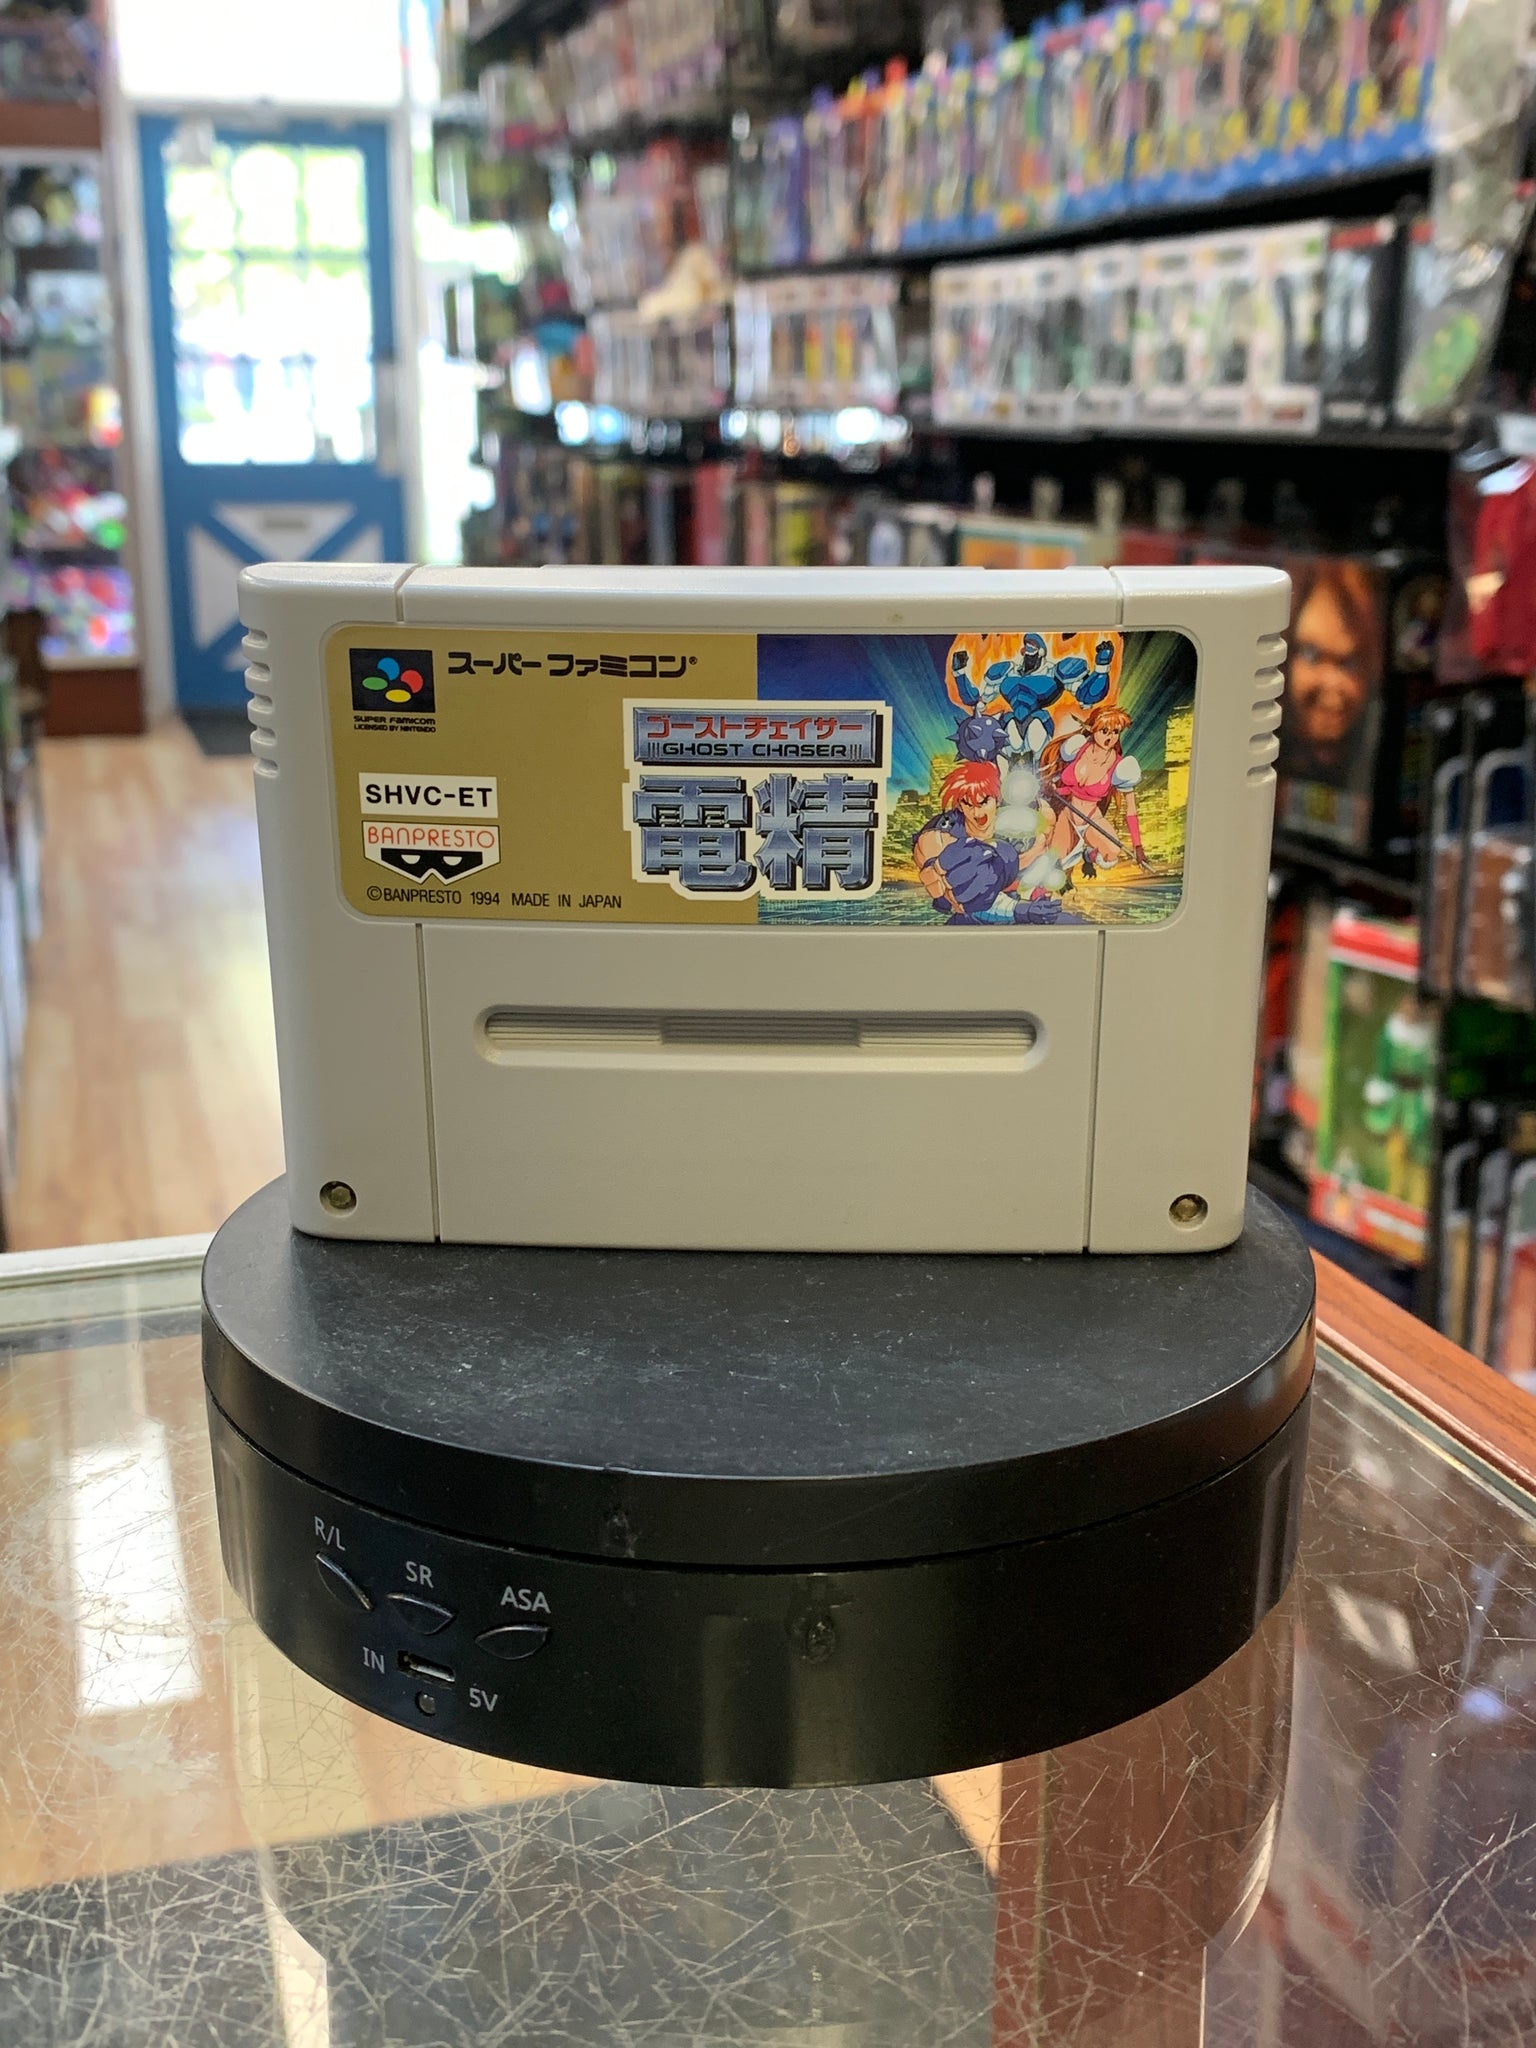 スーパーファミコン®
SUPER FAMICOM
LICENSED BY NINTENDO
ゴーストチェイサー
GHOST CHASER
電精
SHVC-ET
BANPRESTO
©BANPRESTO 1994 MADE IN JAPAN
R/L
SR
ASA
IN
5V